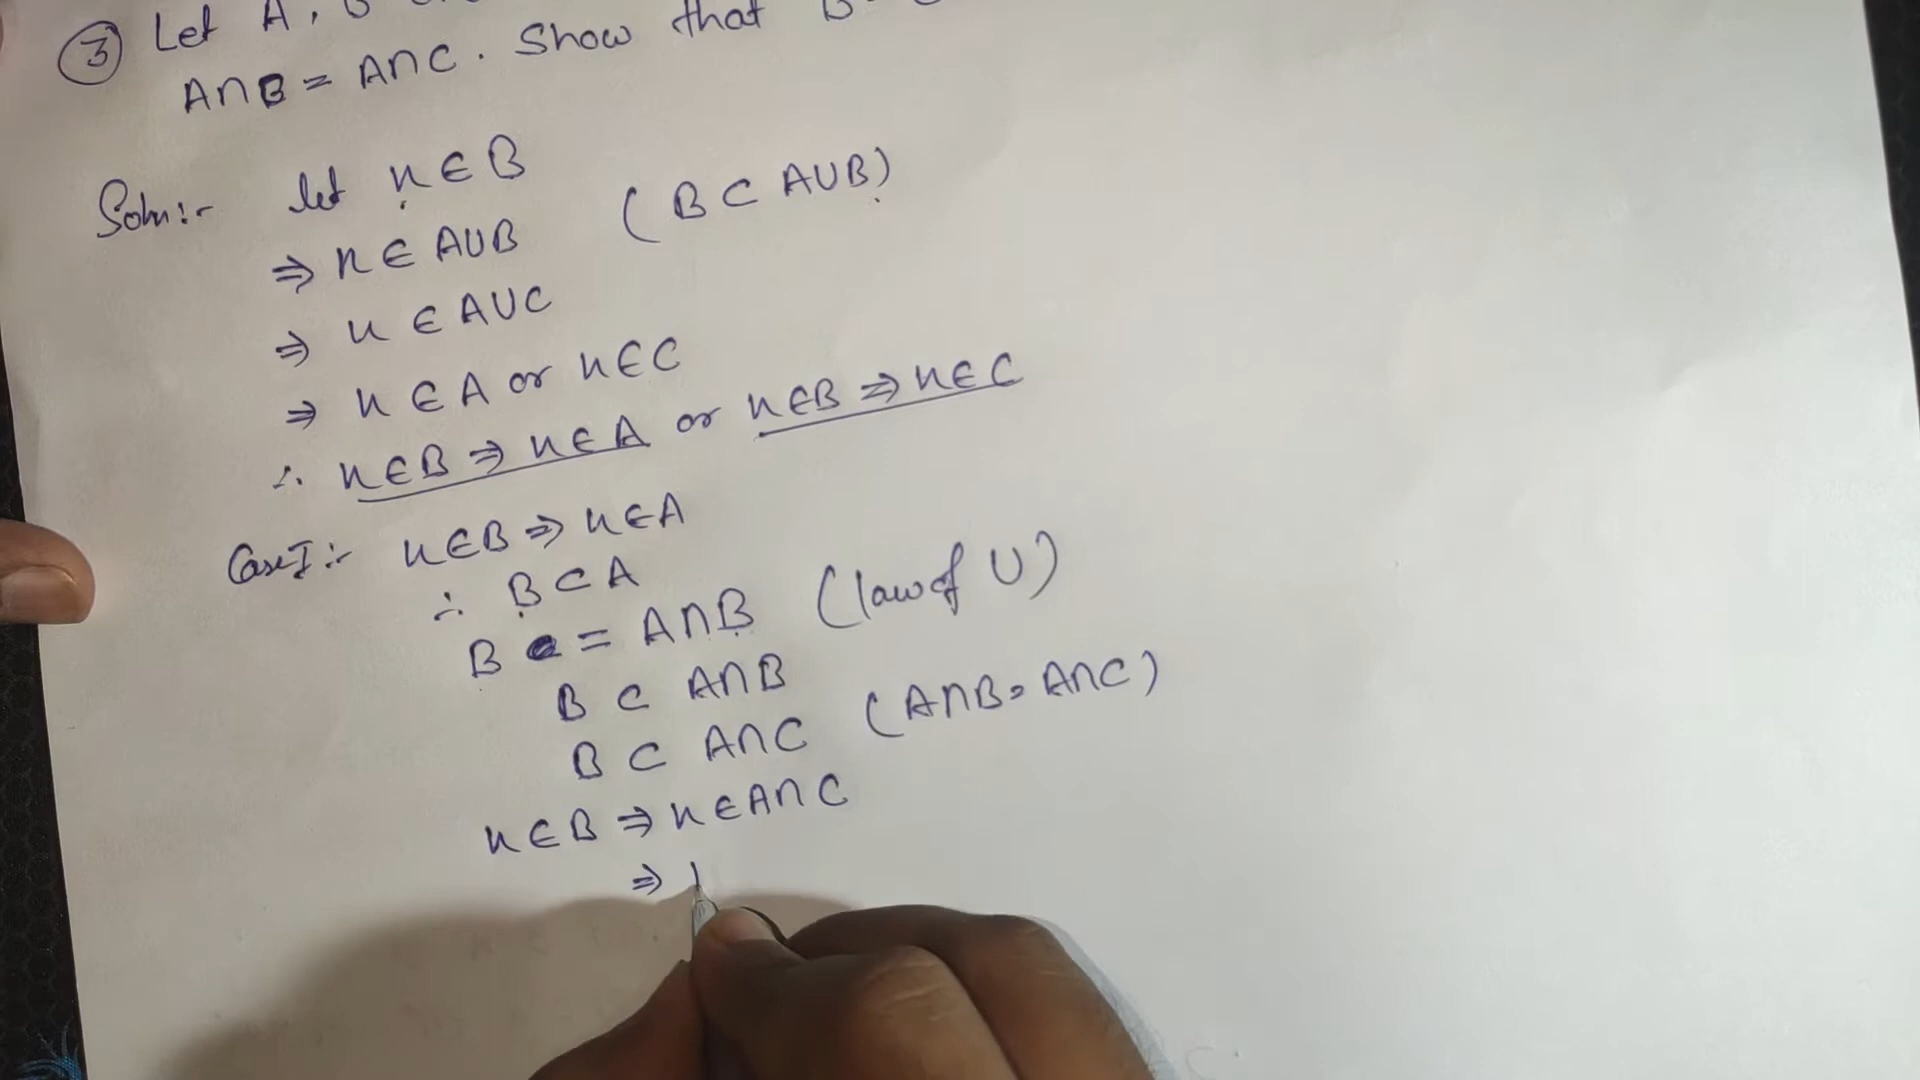 ③ Let A, B
A∩B = A∩C. Show that B
Soln:- let x∈B
⇒ x∈A∪B (B⊂A∪B)
⇒ x∈A∪C
⇒ x∈A or x∈C
∴ x∈B ⇒ x∈A or x∈B ⇒ x∈C
Case I:- x∈B ⇒ x∈A
∴ B⊂A
B = A∩B (law of U)
B ⊂ A∩B
B ⊂ A∩C (A∩B = A∩C)
x∈B ⇒ x∈A∩C
⇒